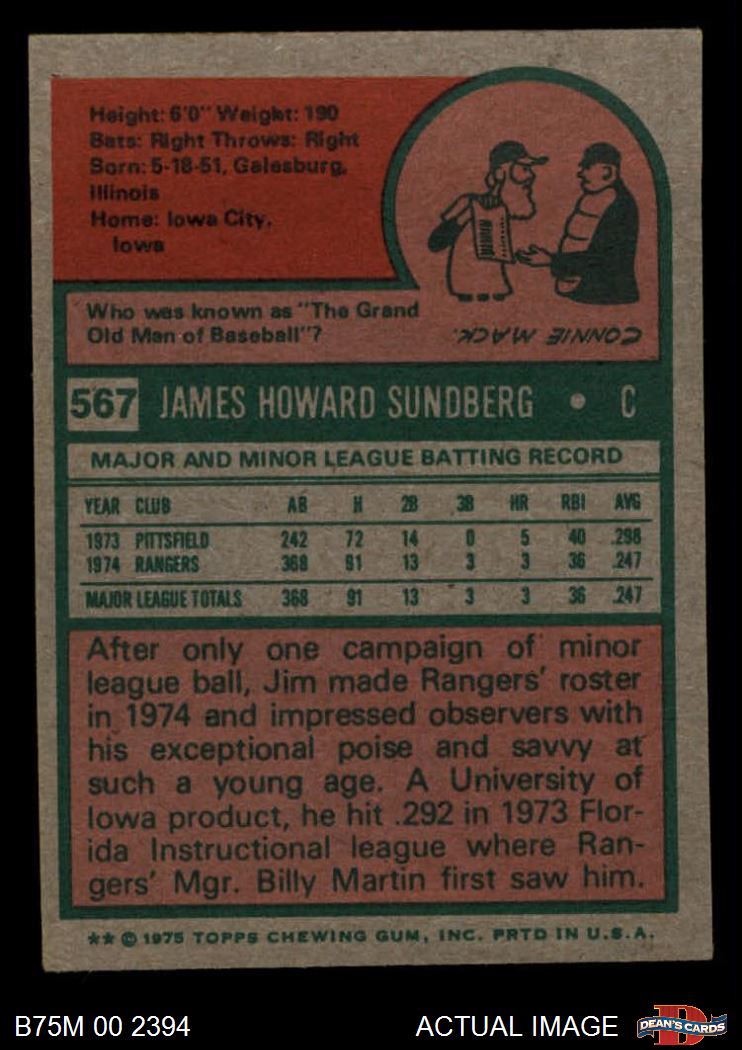 Height: 6'0" Weight: 190
Bats: Right Throws: Right
Born: 5-18-51, Galesburg,
Illinois
Home: Iowa City,
Iowa
Who was known as "The Grand
Old Man of Baseball"?
CONNIE MACK.
567 JAMES HOWARD SUNDBERG • C
MAJOR AND MINOR LEAGUE BATTING RECORD
YEAR CLUB AB H 2B 3B HR RBI AVG
1973 PITTSFIELD 242 72 14 0 5 40 .298
1974 RANGERS 368 91 13 3 3 36 .247
MAJOR LEAGUE TOTALS 368 91 13 3 3 36 .247
After only one campaign of minor
league ball, Jim made Rangers' roster
in 1974 and impressed observers with
his exceptional poise and savvy at
such a young age. A University of
Iowa product, he hit .292 in 1973 Flor-
ida Instructional league where Ran-
gers' Mgr. Billy Martin first saw him.
** © 1975 TOPPS CHEWING GUM, INC. PRTD IN U.S.A.
B75M 00 2394 ACTUAL IMAGE DEAN'S CARDS